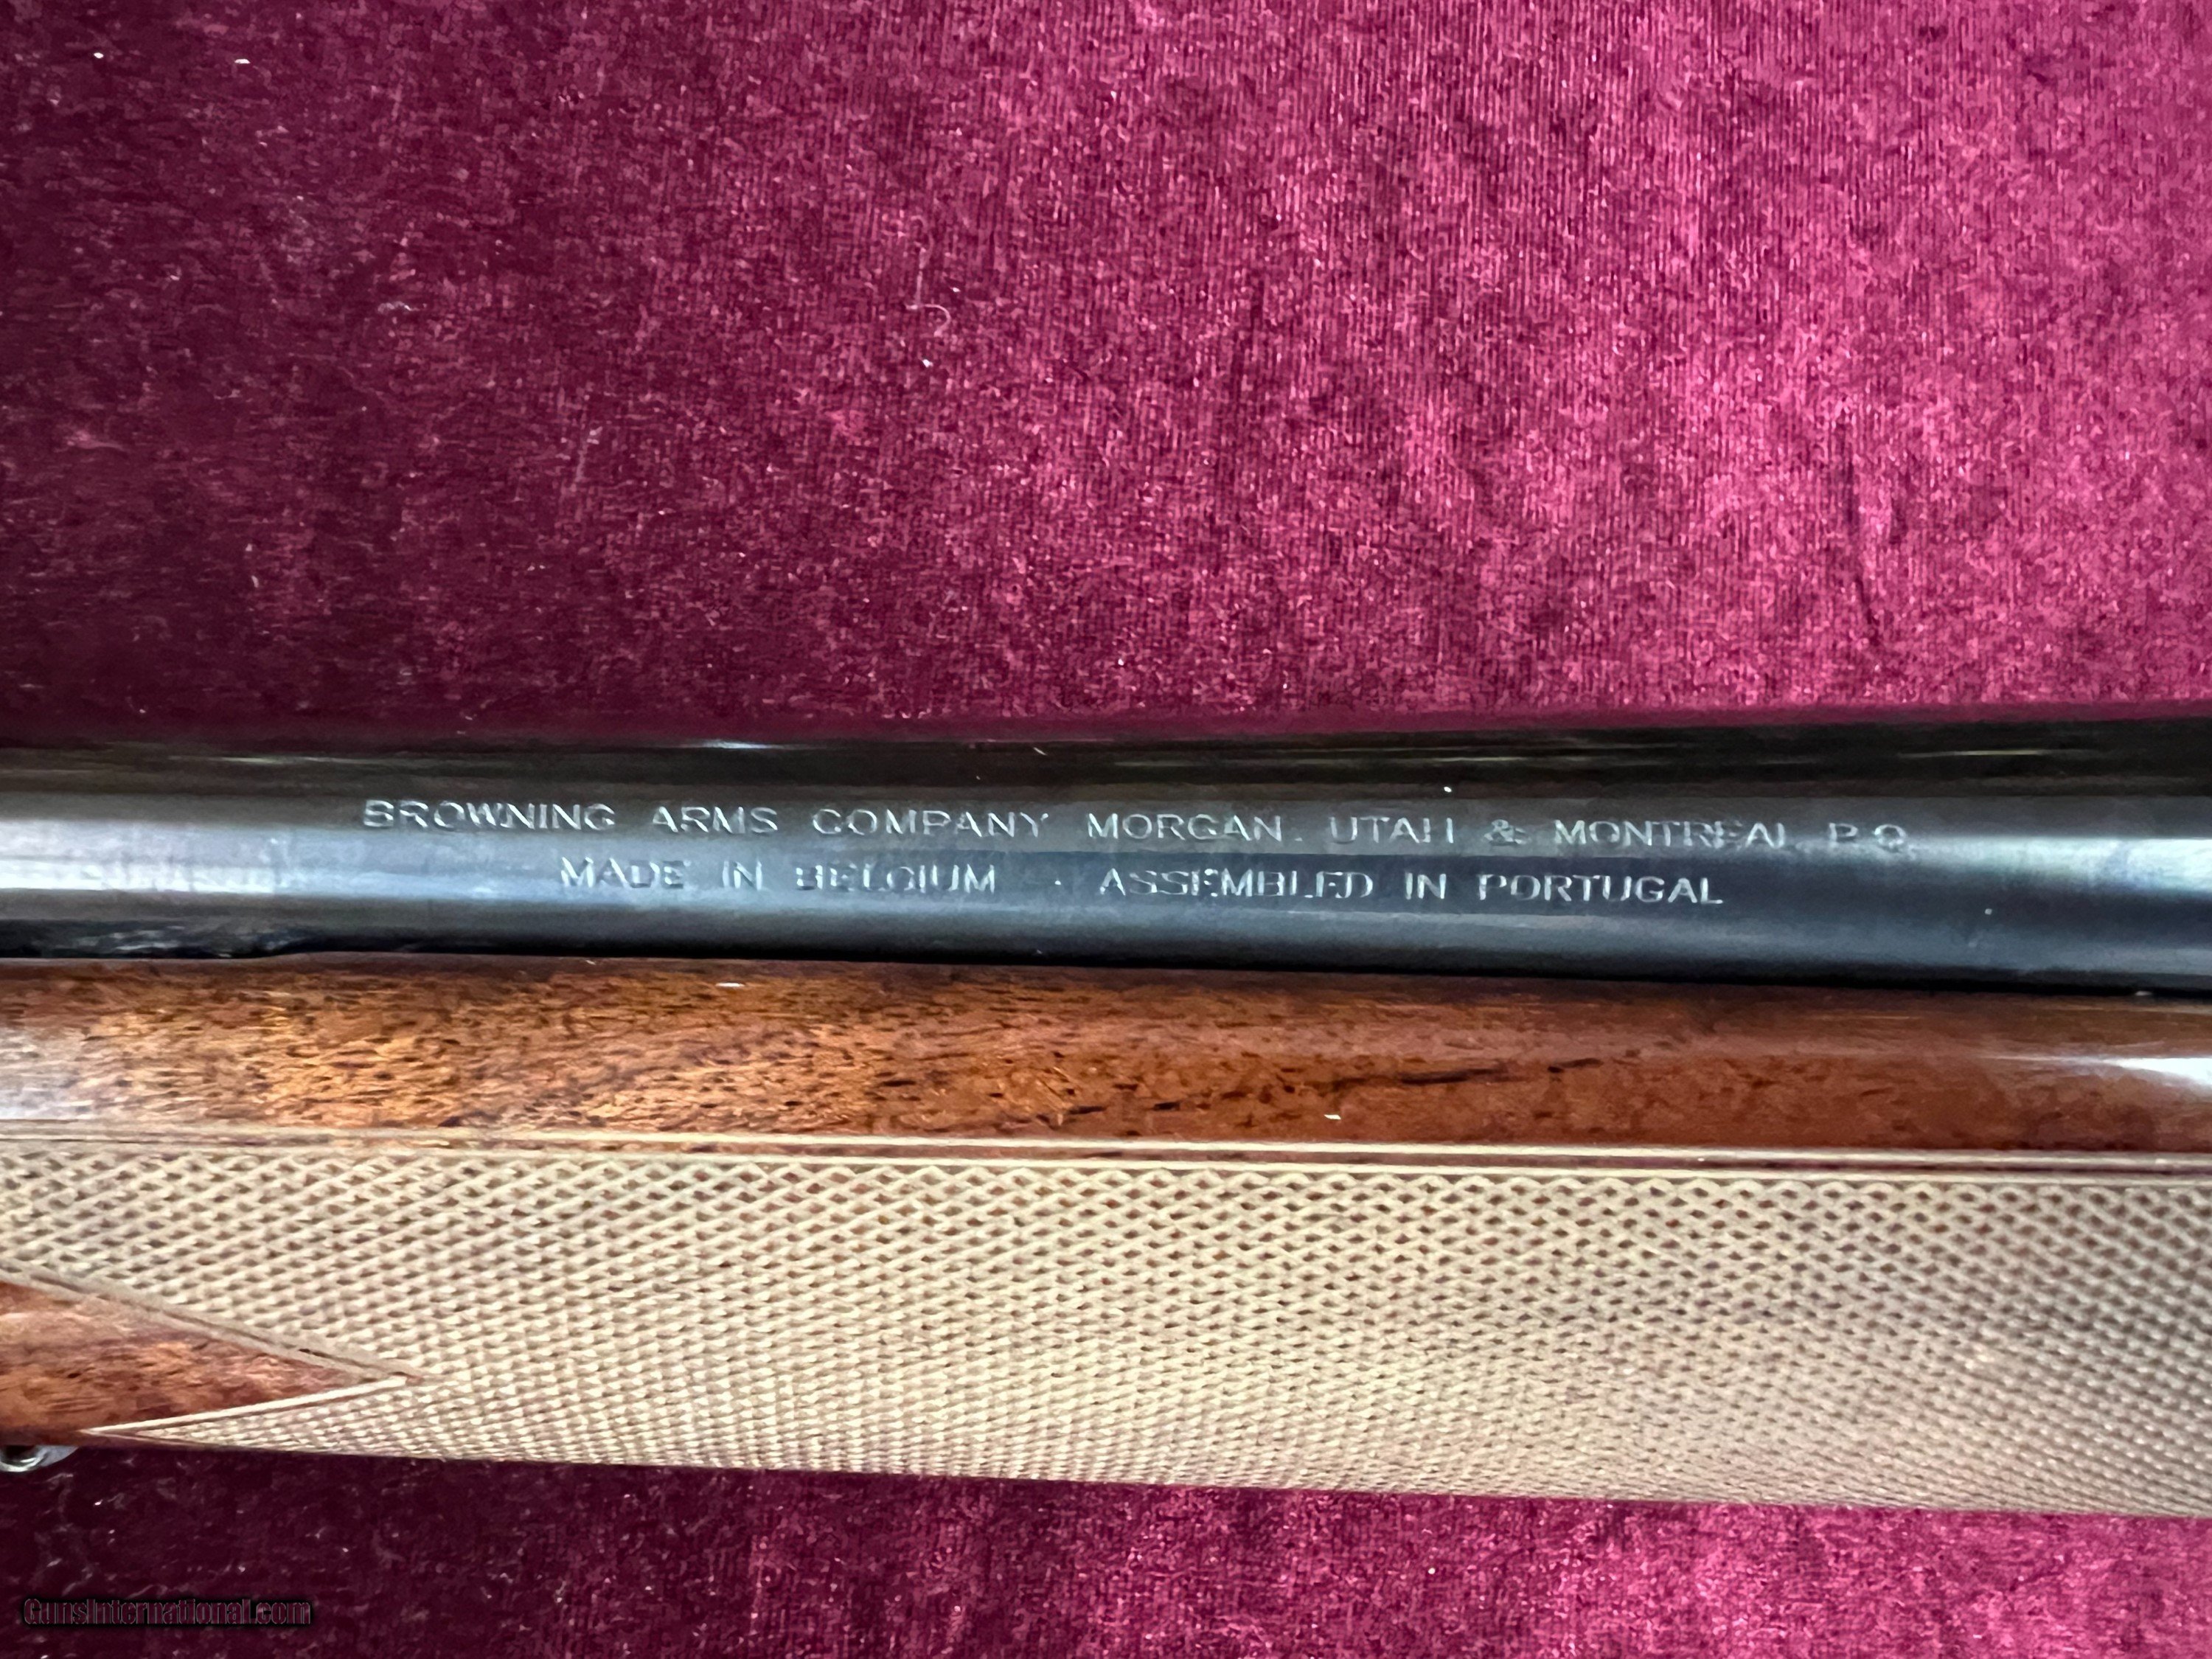 BROWNING ARMS COMPANY MORGAN, UTAH & MONTREAL P.Q.
MADE IN BELGIUM - ASSEMBLED IN PORTUGAL
GunsInternational.com